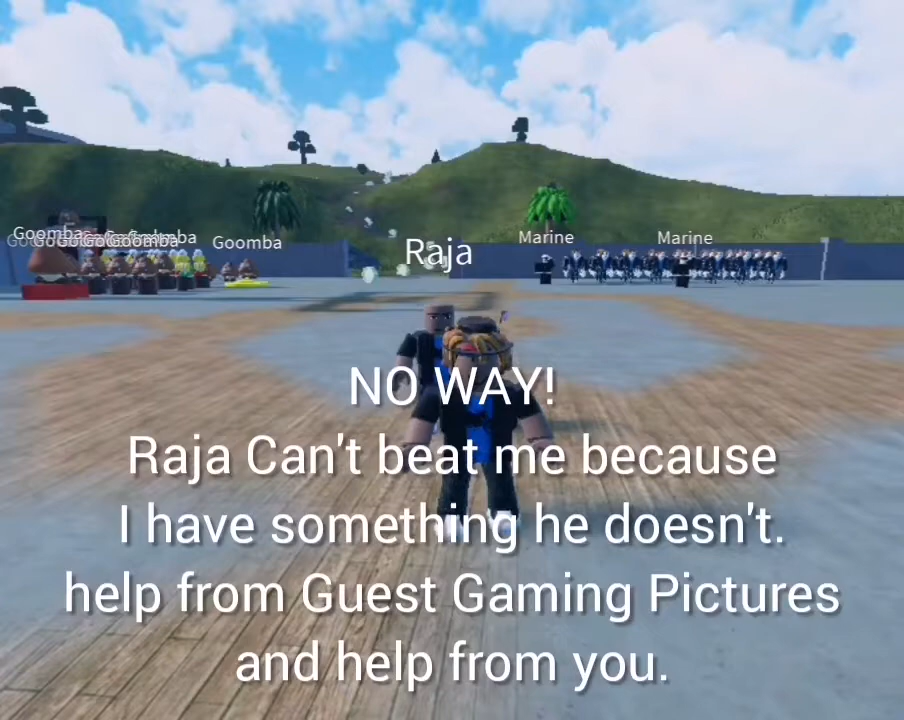 Goomba
Goomba
Goomba
Raja
Marine
Marine
NO WAY!
Raja Can't beat me because
I have something he doesn't.
help from Guest Gaming Pictures
and help from you.